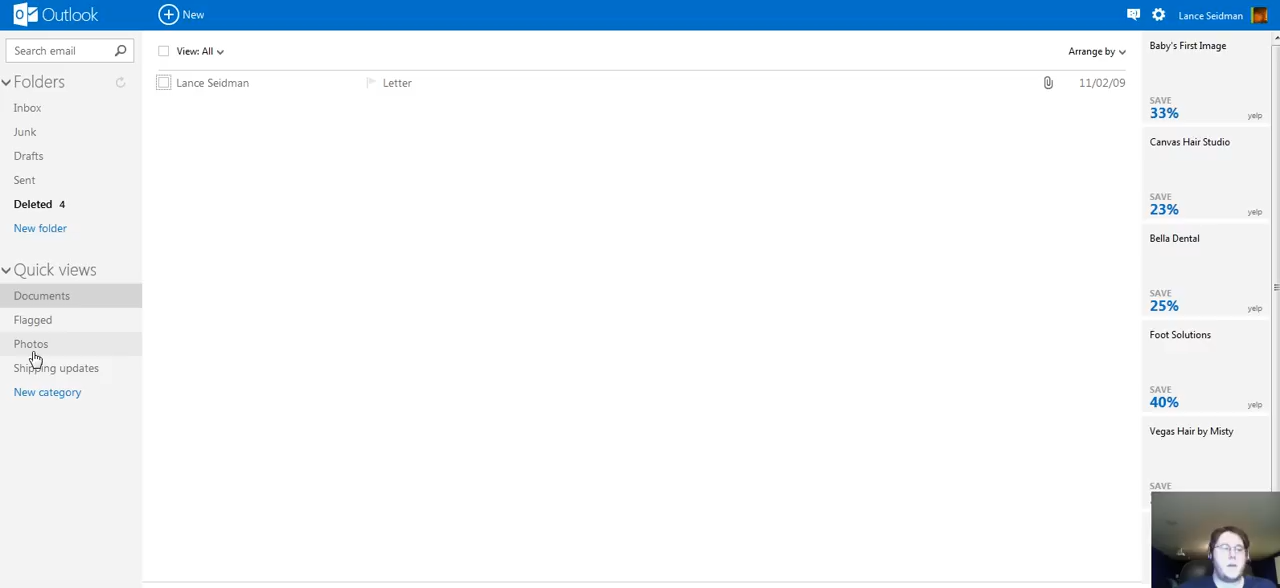 Outlook
New
Lance Seidman
Search email
View: All
Arrange by
Folders
Lance Seidman
Letter
11/02/09
Inbox
Junk
Drafts
Sent
Deleted 4
New folder
Quick views
Documents
Flagged
Photos
Shipping updates
New category
Baby's First Image
SAVE
33%
yelp
Canvas Hair Studio
SAVE
23%
yelp
Bella Dental
SAVE
25%
yelp
Foot Solutions
SAVE
40%
yelp
Vegas Hair by Misty
SAVE